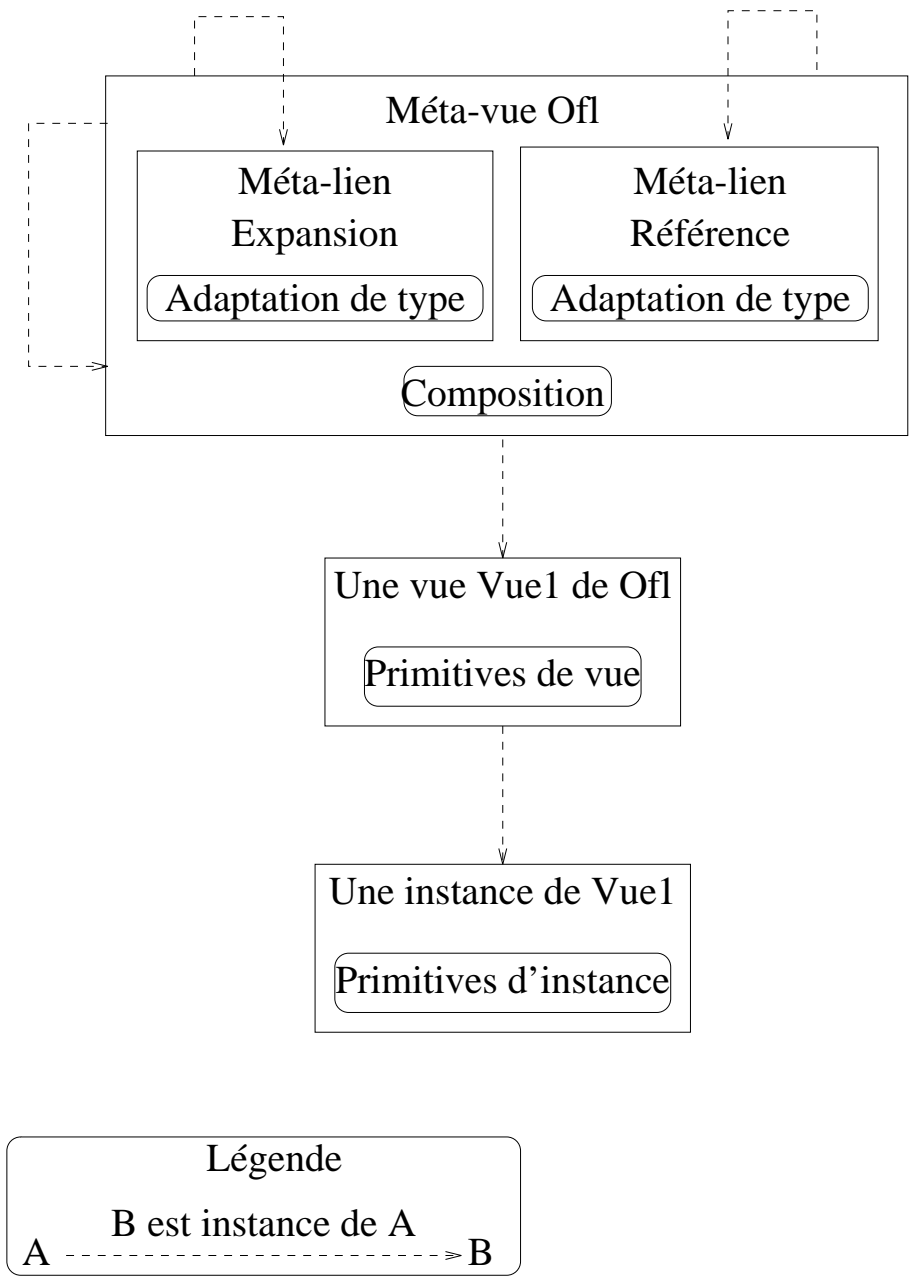 Méta-vue Ofl
Méta-lien
Expansion
Adaptation de type
Méta-lien
Référence
Adaptation de type
Composition
Une vue Vue1 de Ofl
Primitives de vue
Une instance de Vue1
Primitives d'instance
Légende
B est instance de A
A B